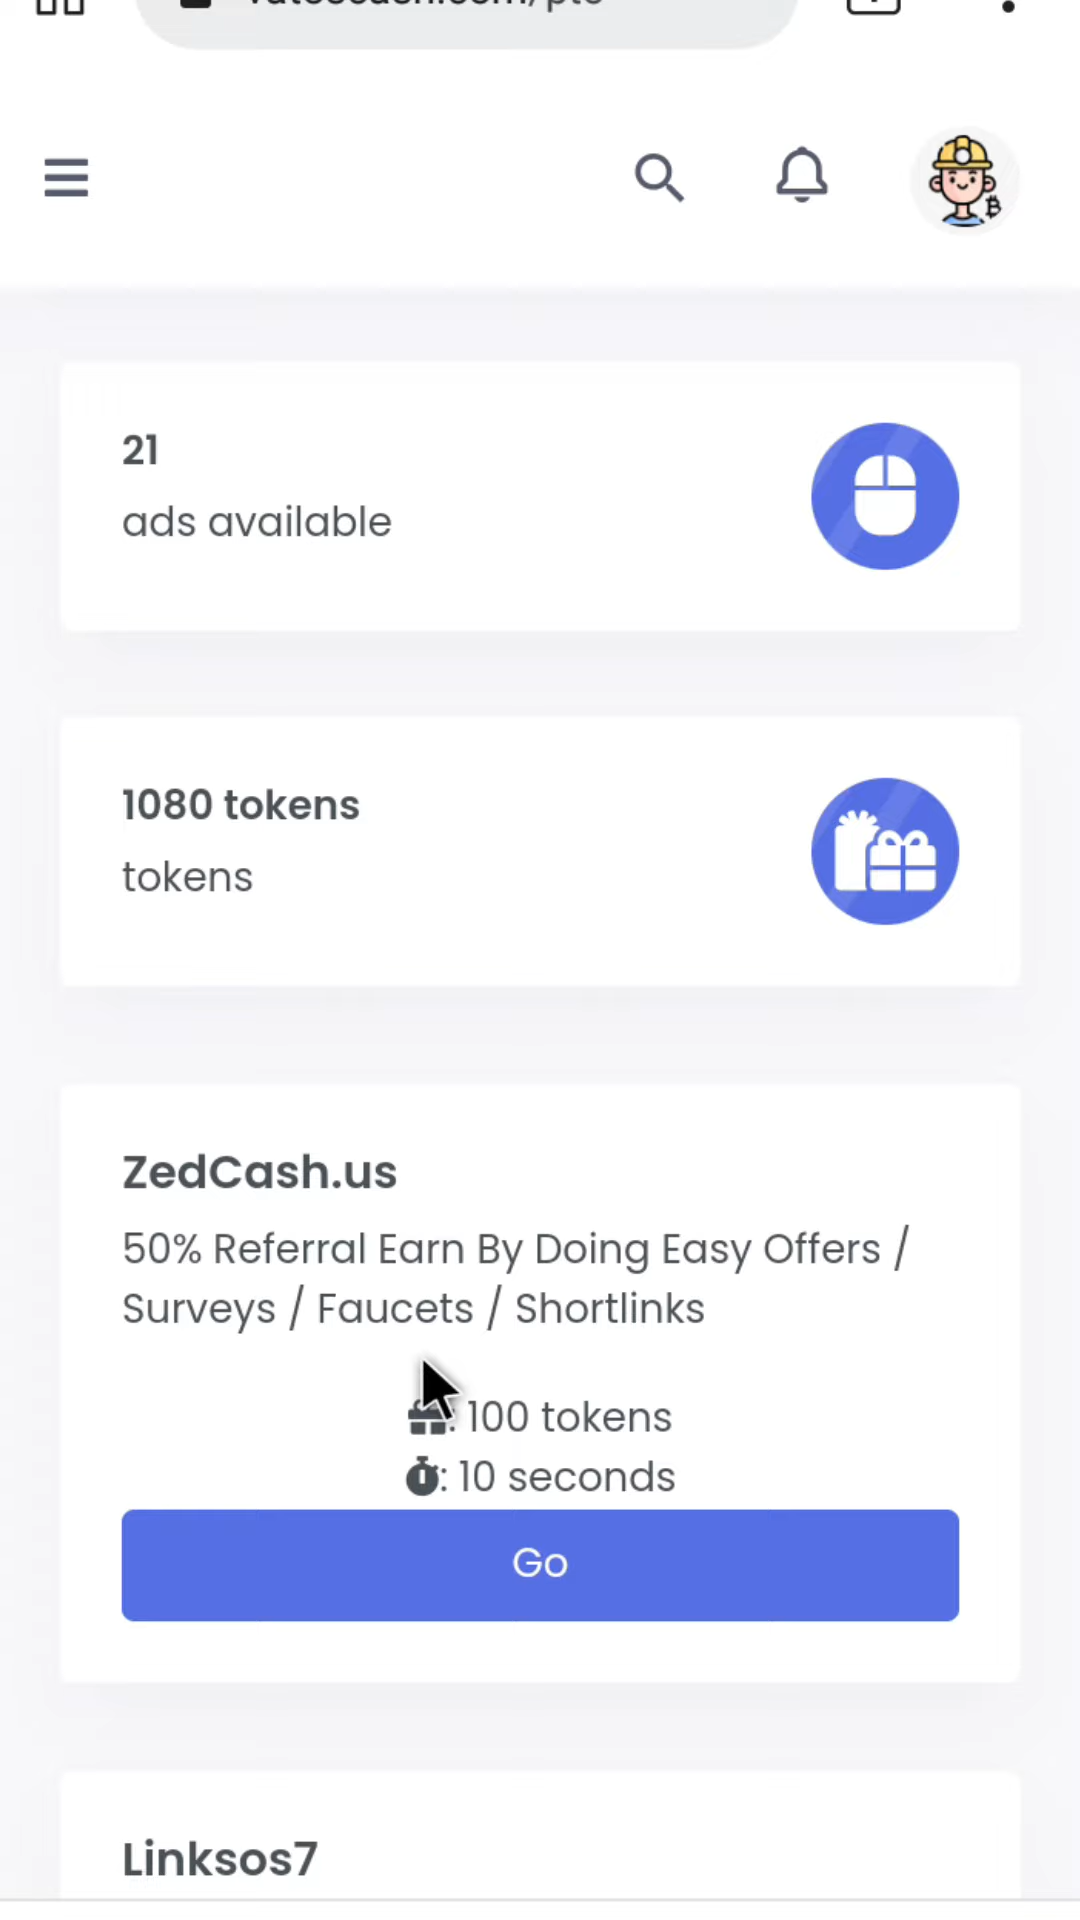 21
ads available
1080 tokens
tokens
ZedCash.us
50% Referral Earn By Doing Easy Offers /
Surveys / Faucets / Shortlinks
: 100 tokens
: 10 seconds
Go
Linksos7